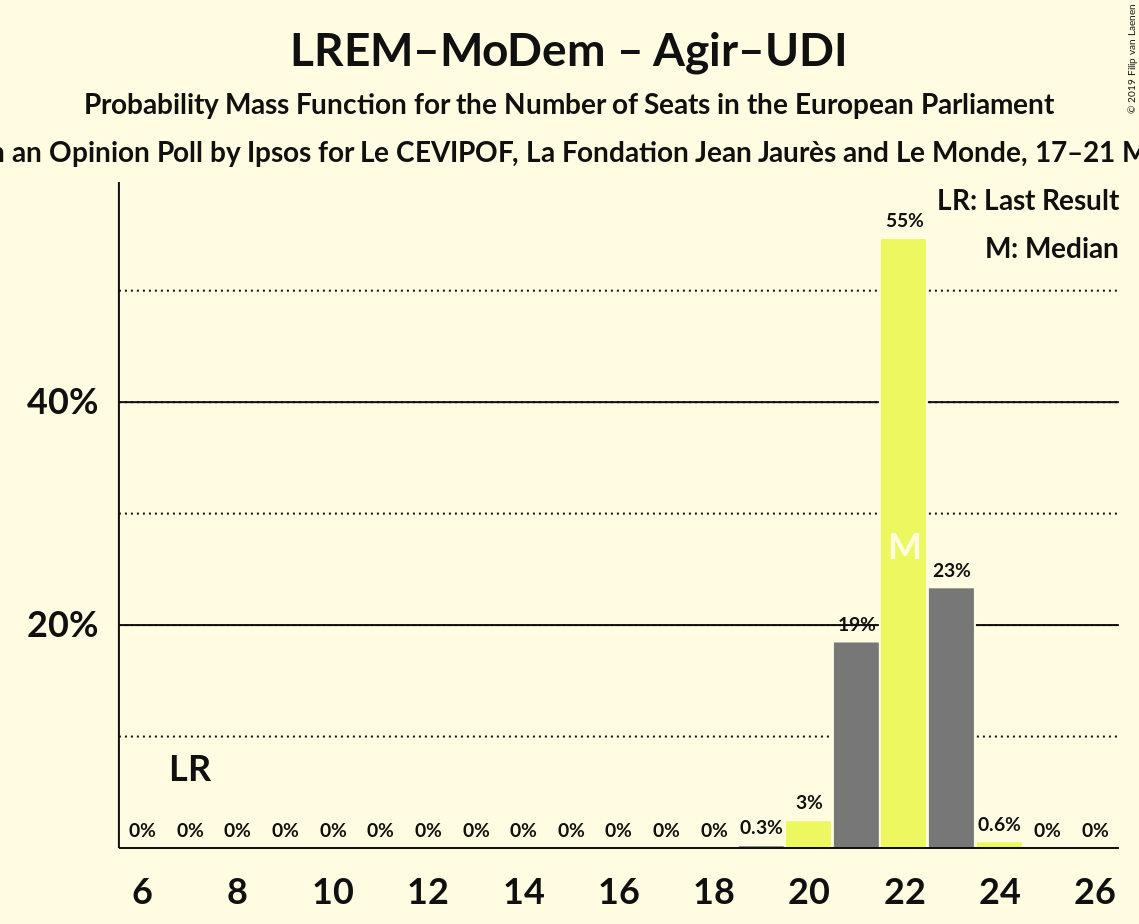 LREM–MoDem – Agir–UDI
Probability Mass Function for the Number of Seats in the European Parliament
an Opinion Poll by Ipsos for Le CEVIPOF, La Fondation Jean Jaurès and Le Monde, 17–21
© 2019 Filip van Laenen
LR: Last Result
M: Median
55%
40%
M
23%
20%
19%
LR
0% 0% 0% 0% 0% 0% 0% 0% 0% 0% 0% 0% 0% 0.3% 3% 0.6% 0% 0%
6 8 10 12 14 16 18 20 22 24 26